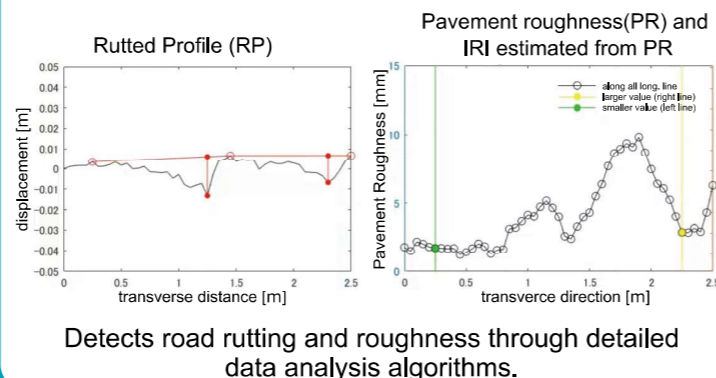 Rutted Profile (RP)
0.05
0.04
0.03
0.02
0.01
0
-0.01
-0.02
-0.03
-0.04
-0.05
displacement [m]
0
0.5
1
1.5
2
2.5
transverse distance [m]
Pavement roughness(PR) and
IRI estimated from PR
15
10
5
0
Pavement Roughness [mm]
along all long. line
larger value (right line)
smaller value (left line)
0
0.5
1
1.5
2
2.5
transverce direction [m]
Detects road rutting and roughness through detailed
data analysis algorithms.